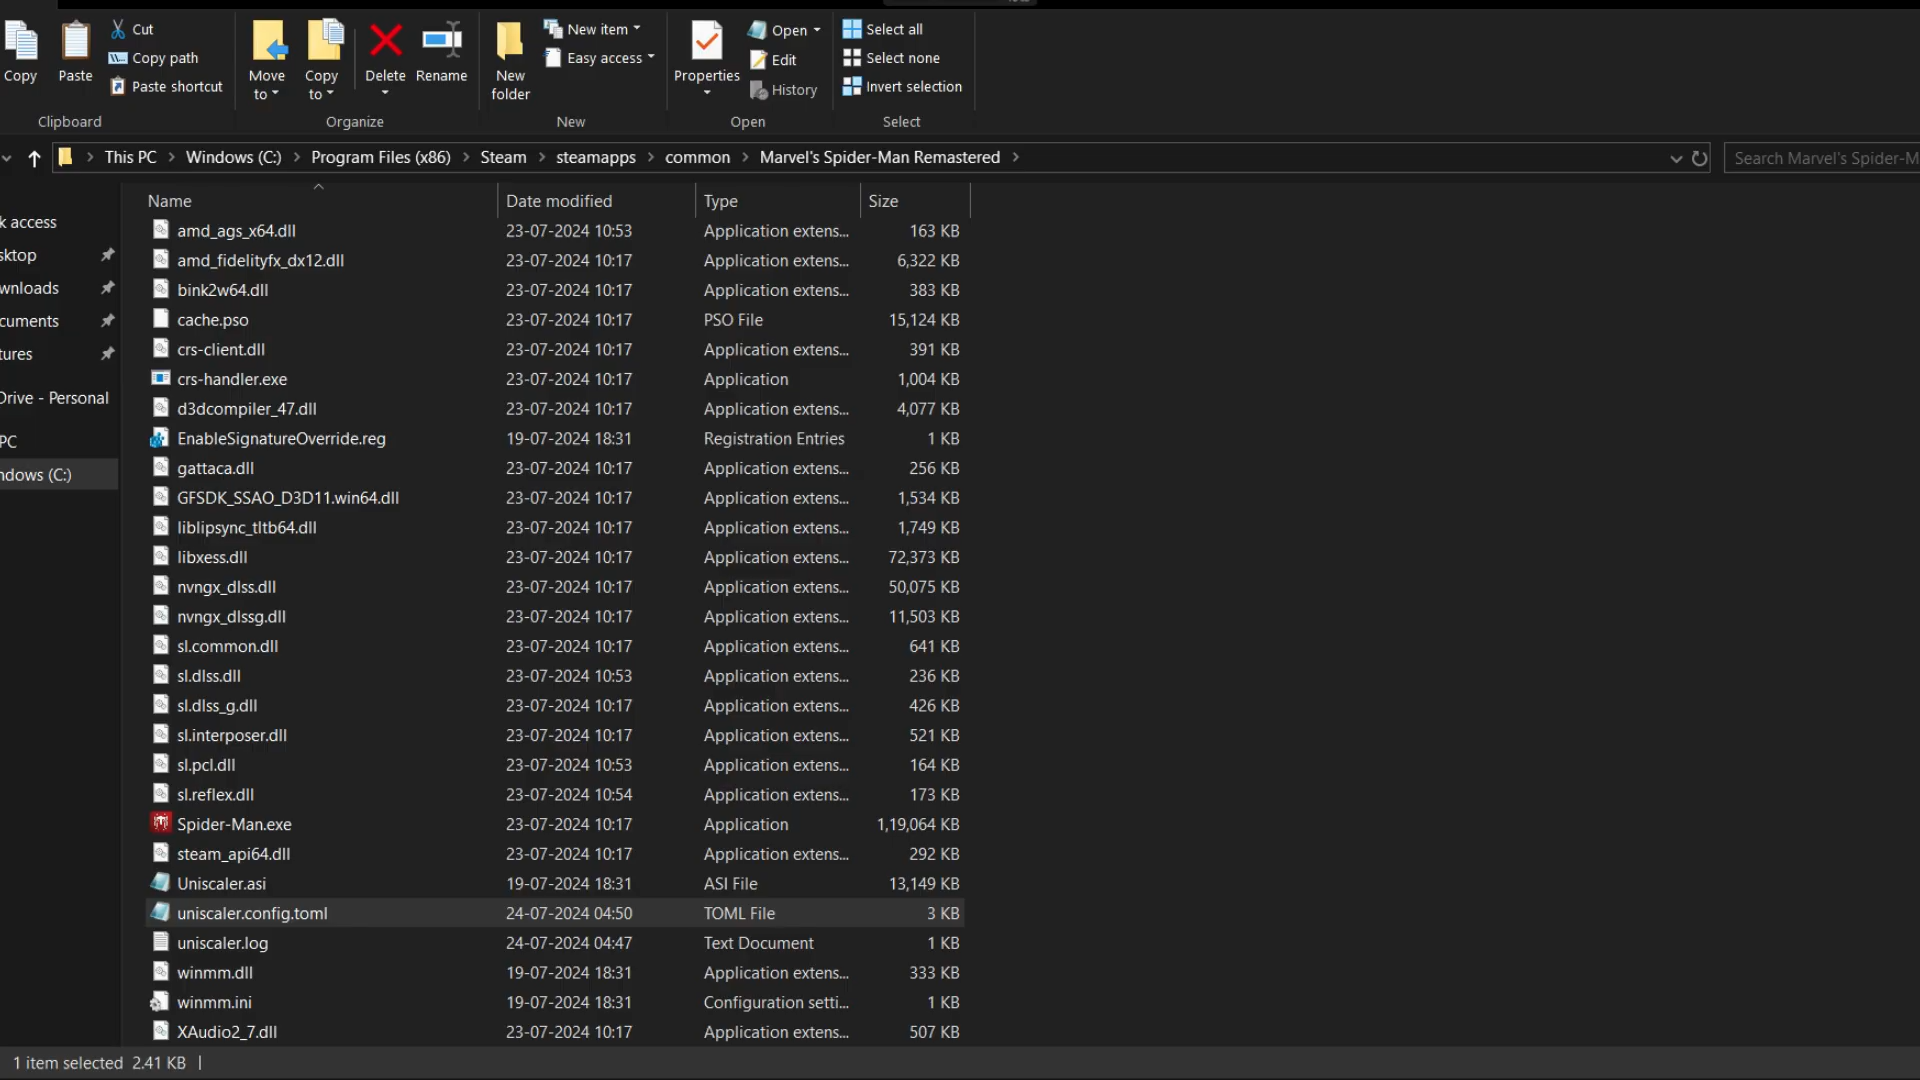 Copy
Paste
Cut
Copy path
Paste shortcut
Clipboard
Move to
Copy to
Delete
Rename
Organize
New folder
New item
Easy access
New
Properties
Open
Edit
History
Open
Select all
Select none
Invert selection
Select
This PC > Windows (C:) > Program Files (x86) > Steam > steamapps > common > Marvel's Spider-Man Remastered >
Search Marvel's Spider-M
k access
sktop
wnloads
cuments
tures
Drive - Personal
PC
ndows (C:)
Name Date modified Type Size
amd_ags_x64.dll 23-07-2024 10:53 Application extens... 163 KB
amd_fidelityfx_dx12.dll 23-07-2024 10:17 Application extens... 6,322 KB
bink2w64.dll 23-07-2024 10:17 Application extens... 383 KB
cache.pso 23-07-2024 10:17 PSO File 15,124 KB
crs-client.dll 23-07-2024 10:17 Application extens... 391 KB
crs-handler.exe 23-07-2024 10:17 Application 1,004 KB
d3dcompiler_47.dll 23-07-2024 10:17 Application extens... 4,077 KB
EnableSignatureOverride.reg 19-07-2024 18:31 Registration Entries 1 KB
gattaca.dll 23-07-2024 10:17 Application extens... 256 KB
GFSDK_SSAO_D3D11.win64.dll 23-07-2024 10:17 Application extens... 1,534 KB
liblipsync_tltb64.dll 23-07-2024 10:17 Application extens... 1,749 KB
libxess.dll 23-07-2024 10:17 Application extens... 72,373 KB
nvngx_dlss.dll 23-07-2024 10:17 Application extens... 50,075 KB
nvngx_dlssg.dll 23-07-2024 10:17 Application extens... 11,503 KB
sl.common.dll 23-07-2024 10:17 Application extens... 641 KB
sl.dlss.dll 23-07-2024 10:53 Application extens... 236 KB
sl.dlss_g.dll 23-07-2024 10:17 Application extens... 426 KB
sl.interposer.dll 23-07-2024 10:17 Application extens... 521 KB
sl.pcl.dll 23-07-2024 10:53 Application extens... 164 KB
sl.reflex.dll 23-07-2024 10:54 Application extens... 173 KB
Spider-Man.exe 23-07-2024 10:17 Application 1,19,064 KB
steam_api64.dll 23-07-2024 10:17 Application extens... 292 KB
Uniscaler.asi 19-07-2024 18:31 ASI File 13,149 KB
uniscaler.config.toml 24-07-2024 04:50 TOML File 3 KB
uniscaler.log 24-07-2024 04:47 Text Document 1 KB
winmm.dll 19-07-2024 18:31 Application extens... 333 KB
winmm.ini 19-07-2024 18:31 Configuration setti... 1 KB
XAudio2_7.dll 23-07-2024 10:17 Application extens... 507 KB
1 item selected 2.41 KB